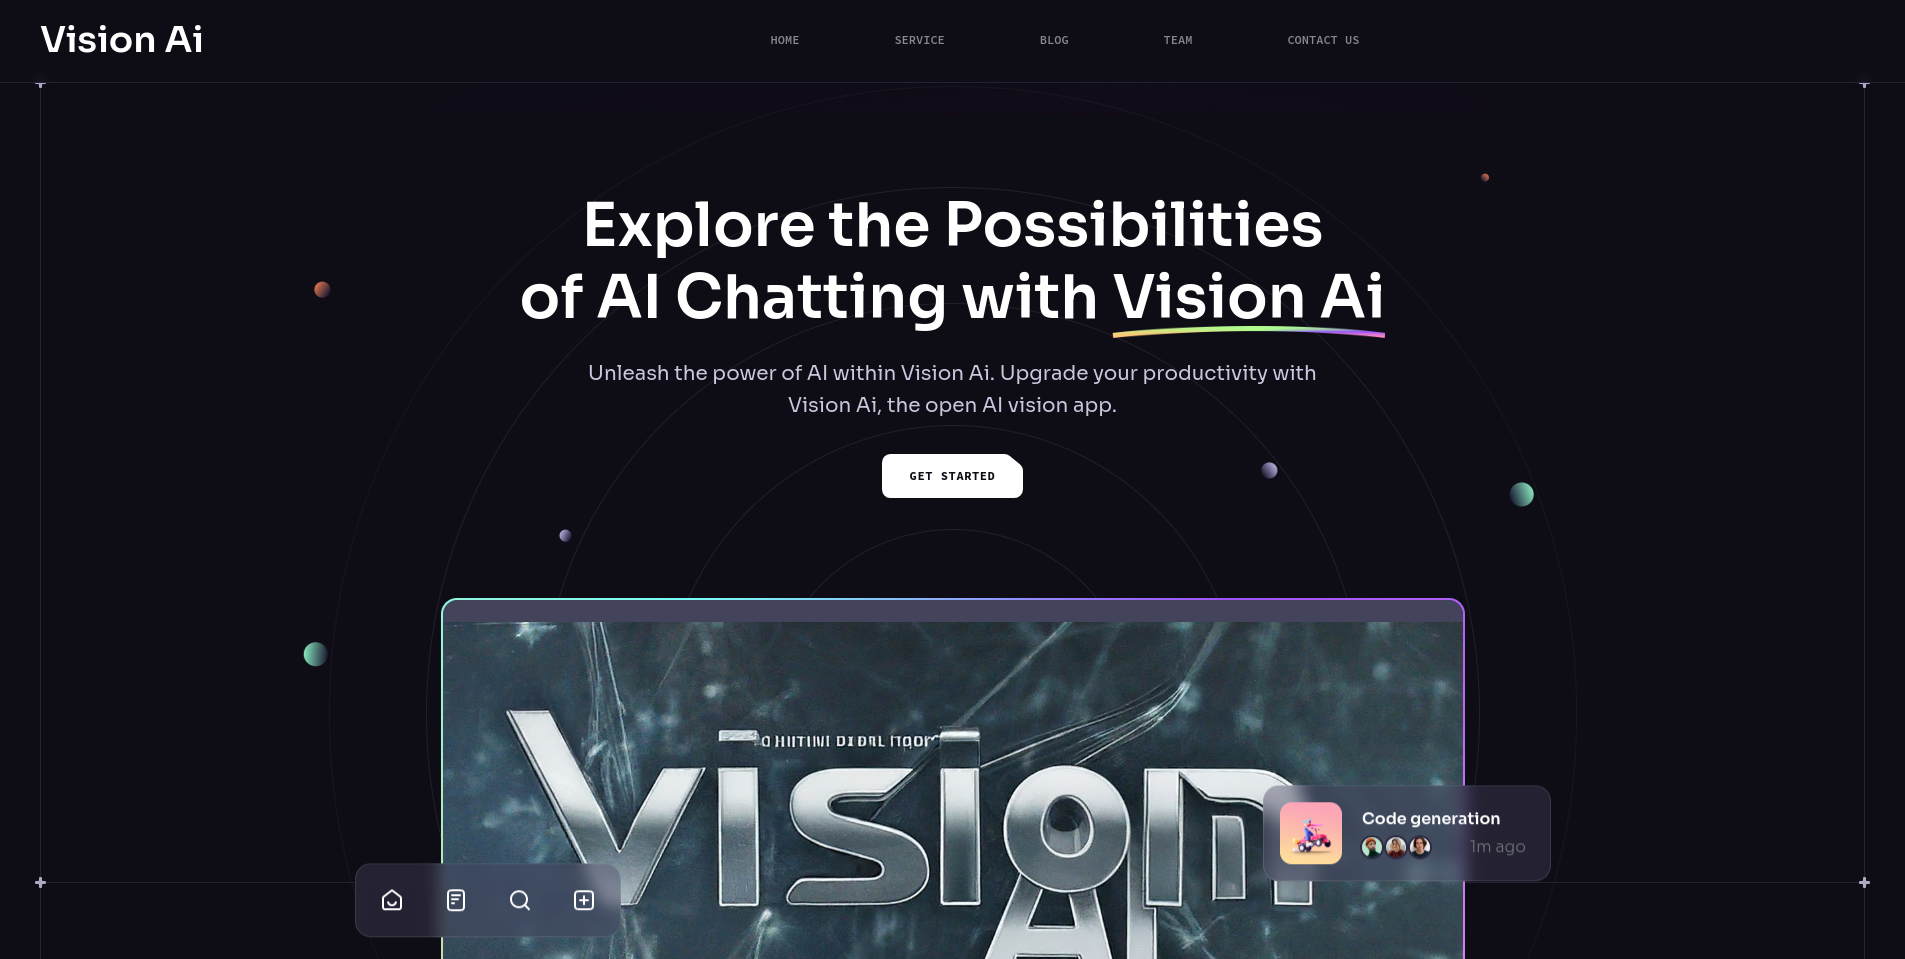 Vision Ai
HOME SERVICE BLOG TEAM CONTACT US
Explore the Possibilities
of AI Chatting with Vision Ai
Unleash the power of AI within Vision Ai. Upgrade your productivity with
Vision Ai, the open AI vision app.
GET STARTED
Vision
AI
Code generation
1m ago